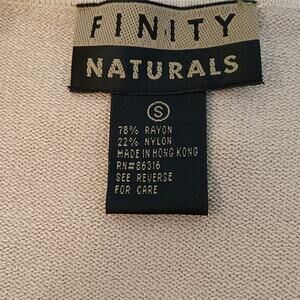 FINITY
NATURALS
S
78% RAYON
22% NYLON
MADE IN HONG KONG
RN#86316
SEE REVERSE
FOR CARE